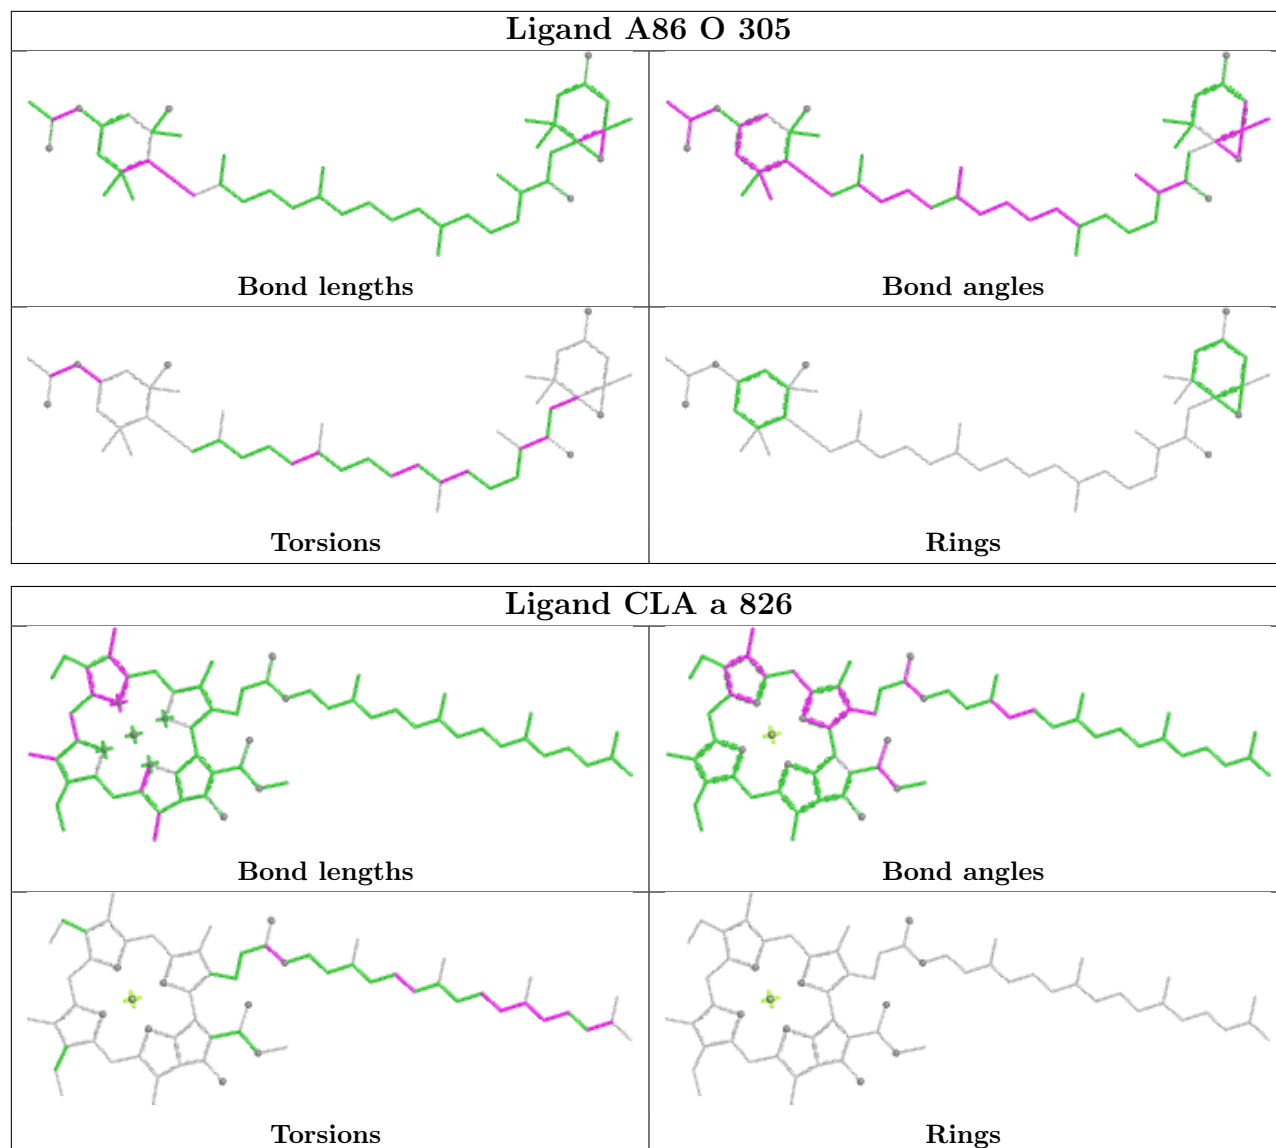 Ligand A86 O 305
Bond lengths
Bond angles
Torsions
Rings
Ligand CLA a 826
Bond lengths
Bond angles
Torsions
Rings